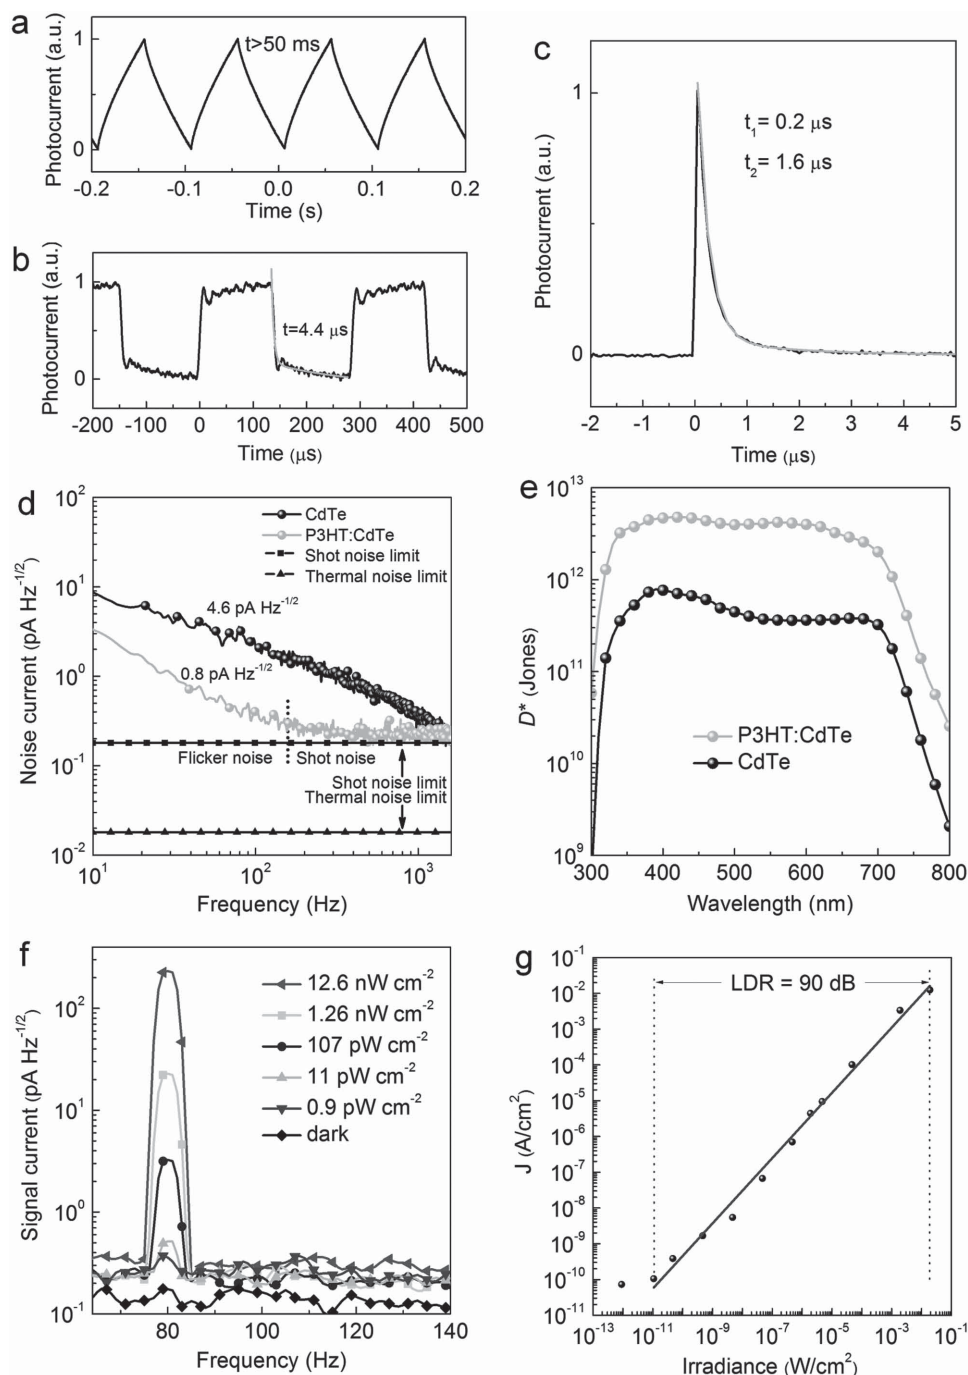 a
Photocurrent (a.u.)
1
0
t>50 ms
-0.2 -0.1 0.0 0.1 0.2
Time (s)
b
Photocurrent (a.u.)
1
0
t=4.4 μs
-200 -100 0 100 200 300 400 500
Time (μs)
c
Photocurrent (a.u.)
1
0
t1= 0.2 μs
t2= 1.6 μs
-2 -1 0 1 2 3 4 5
Time (μs)
d
Noise current (pA Hz-1/2)
10^2
10^1
10^0
10^-1
10^-2
CdTe
P3HT:CdTe
Shot noise limit
Thermal noise limit
4.6 pA Hz-1/2
0.8 pA Hz-1/2
Flicker noise Shot noise
Shot noise limit
Thermal noise limit
10^1 10^2 10^3
Frequency (Hz)
e
D* (Jones)
10^13
10^12
10^11
10^10
10^9
P3HT:CdTe
CdTe
300 400 500 600 700 800
Wavelength (nm)
f
Signal current (pA Hz-1/2)
10^2
10^1
10^0
10^-1
12.6 nW cm-2
1.26 nW cm-2
107 pW cm-2
11 pW cm-2
0.9 pW cm-2
dark
80 100 120 140
Frequency (Hz)
g
J (A/cm2)
10^-1
10^-2
10^-3
10^-4
10^-5
10^-6
10^-7
10^-8
10^-9
10^-10
10^-11
LDR = 90 dB
10^-13 10^-11 10^-9 10^-7 10^-5 10^-3 10^-1
Irradiance (W/cm2)